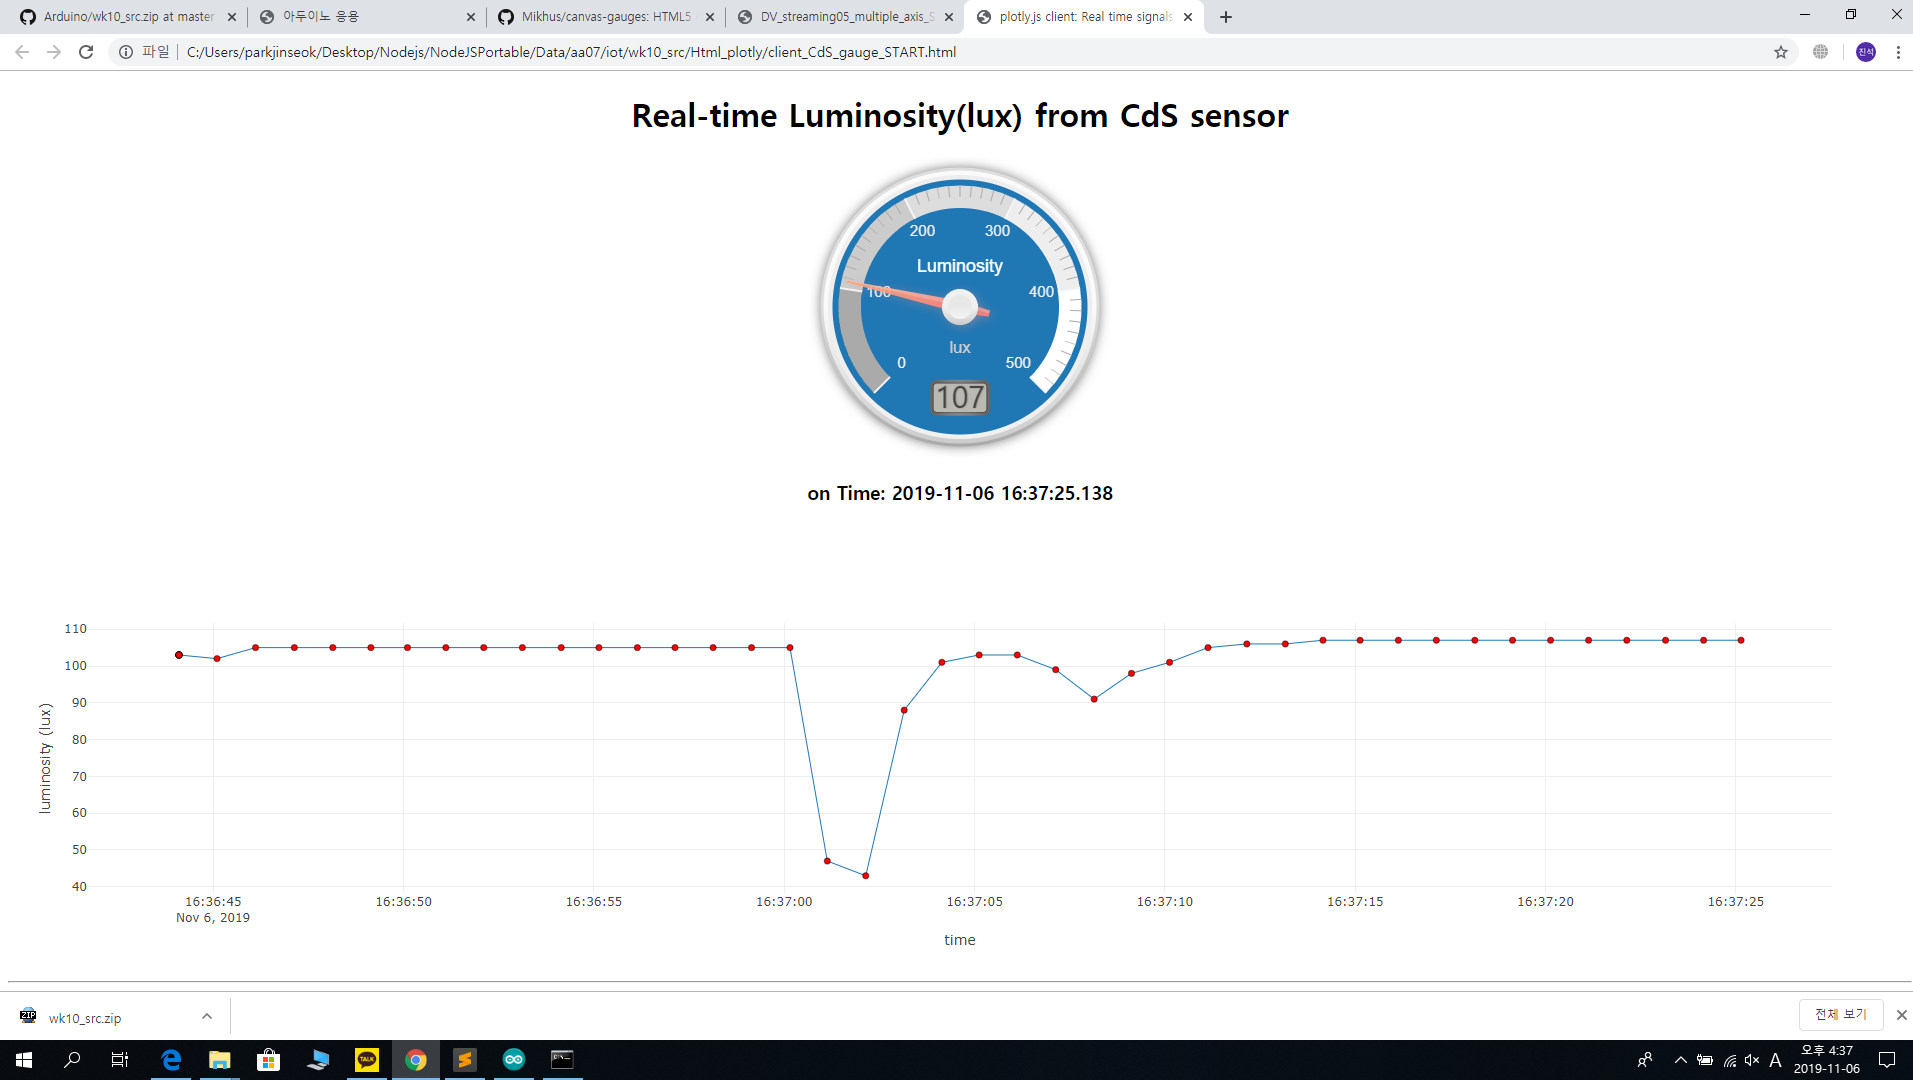 Arduino/wk10_src.zip at master
아두이노 응용
Mikhus/canvas-gauges: HTML5
DV_streaming05_multiple_axis_S
plotly.js client: Real time signals
파일
C:/Users/parkjinseok/Desktop/Nodejs/NodeJSPortable/Data/aa07/iot/wk10_src/Html_plotly/client_CdS_gauge_START.html
진석
Real-time Luminosity(lux) from CdS sensor
200 300
Luminosity
100 400
lux
0 500
107
on Time: 2019-11-06 16:37:25.138
110
100
90
80
70
60
50
40
luminosity (lux)
16:36:45 16:36:50 16:36:55 16:37:00 16:37:05 16:37:10 16:37:15 16:37:20 16:37:25
Nov 6, 2019
time
ZIP
wk10_src.zip
전체 보기
TALK
A
오후 4:37
2019-11-06